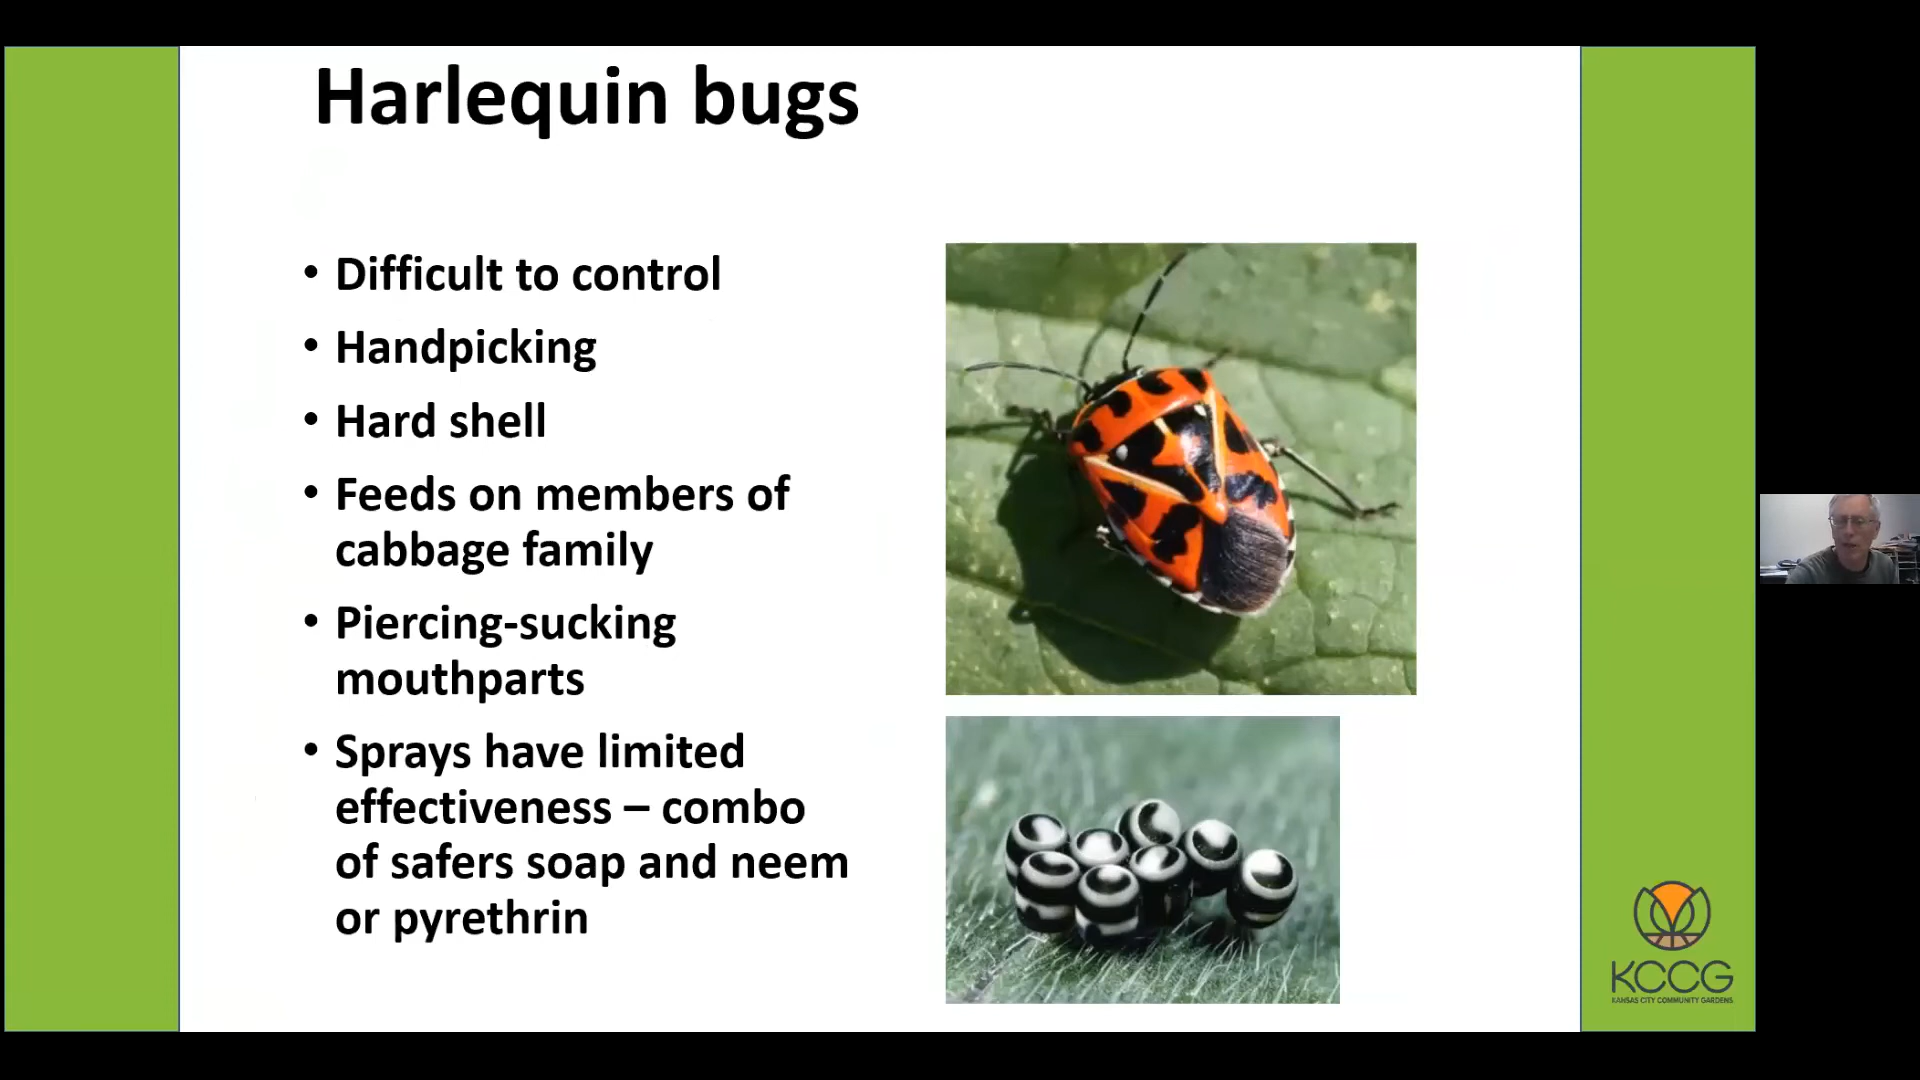 Harlequin bugs
• Difficult to control
• Handpicking
• Hard shell
• Feeds on members of
cabbage family
• Piercing-sucking
mouthparts
• Sprays have limited
effectiveness – combo
of safers soap and neem
or pyrethrin
KCCG
KANSAS CITY COMMUNITY GARDENS